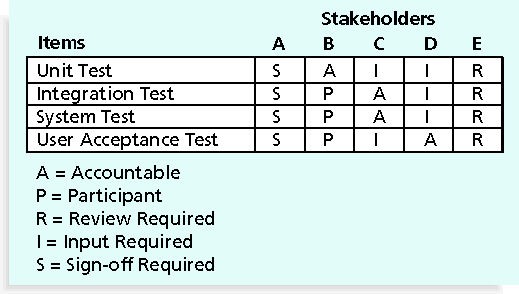 Stakeholders
Items A B C D E
Unit Test S A I I R
Integration Test S P A I R
System Test S P A I R
User Acceptance Test S P I A R
A = Accountable
P = Participant
R = Review Required
I = Input Required
S = Sign-off Required